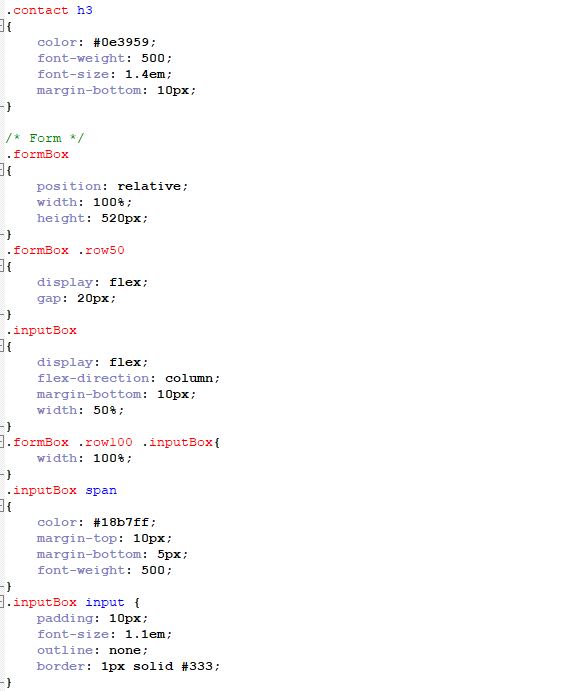 .contact h3
{
    color: #0e3959;
    font-weight: 500;
    font-size: 1.4em;
    margin-bottom: 10px;
}

/* Form */
.formBox
{
    position: relative;
    width: 100%;
    height: 520px;
}
.formBox .row50
{
    display: flex;
    gap: 20px;
}
.inputBox
{
    display: flex;
    flex-direction: column;
    margin-bottom: 10px;
    width: 50%;
}
.formBox .row100 .inputBox{
    width: 100%;
}
.inputBox span
{
    color: #18b7ff;
    margin-top: 10px;
    margin-bottom: 5px;
    font-weight: 500;
}
.inputBox input {
    padding: 10px;
    font-size: 1.1em;
    outline: none;
    border: 1px solid #333;
}